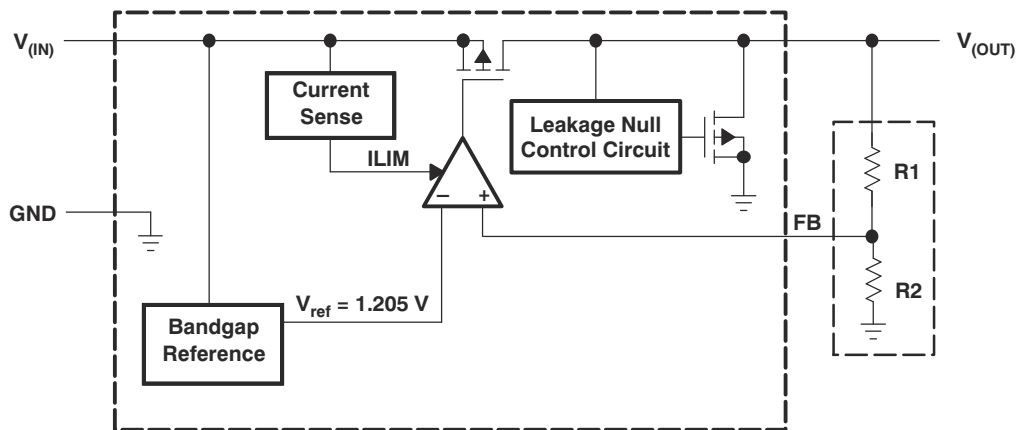 V(IN)
V(OUT)
Current
Sense
Leakage Null
Control Circuit
R1
ILIM
– +
GND
FB
R2
Vref = 1.205 V
Bandgap
Reference